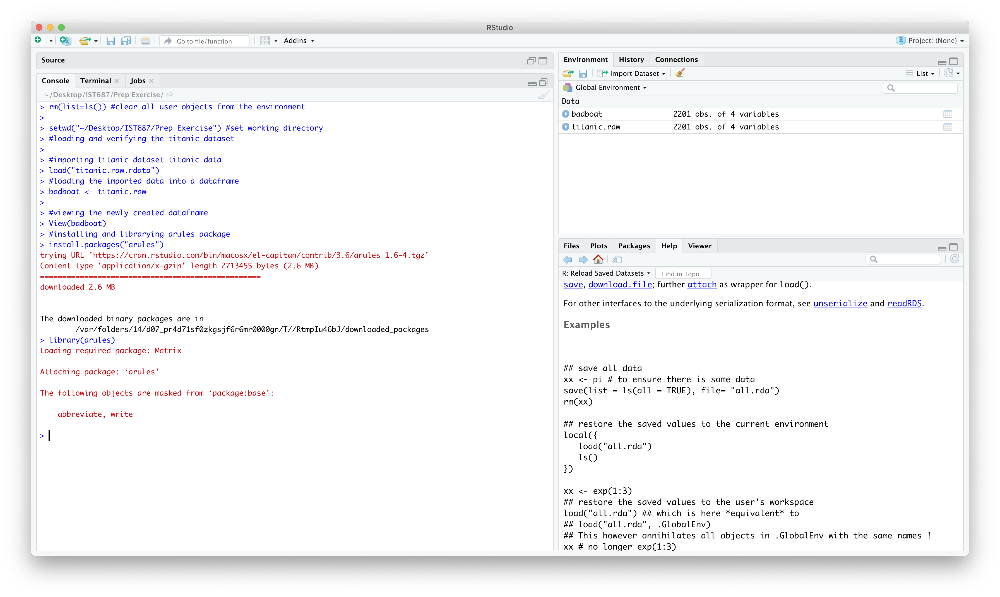 RStudio
Go to file/function
Addins
Project: (None)
Source
Console Terminal Jobs
~/Desktop/IST687/Prep Exercise/
> rm(list=ls()) #clear all user objects from the environment
>
> setwd("~/Desktop/IST687/Prep Exercise") #set working directory
> #loading and verifying the titanic dataset
>
> #importing titanic dataset titanic data
> load("titanic.raw.rdata")
> #loading the imported data into a dataframe
> badboat <- titanic.raw
>
> #viewing the newly created dataframe
> View(badboat)
> #installing and librarying arules package
> install.packages("arules")
trying URL 'https://cran.rstudio.com/bin/macosx/el-capitan/contrib/3.6/arules_1.6-4.tgz'
Content type 'application/x-gzip' length 2713455 bytes (2.6 MB)
==================================================
downloaded 2.6 MB
The downloaded binary packages are in
/var/folders/14/d07_pr4d71sf0zkgsjf6r6mr0000gn/T//RtmpIu46bJ/downloaded_packages
> library(arules)
Loading required package: Matrix
Attaching package: ‘arules’
The following objects are masked from ‘package:base’:
abbreviate, write
>
Environment History Connections
Import Dataset
List
Global Environment
Data
badboat 2201 obs. of 4 variables
titanic.raw 2201 obs. of 4 variables
Files Plots Packages Help Viewer
R: Reload Saved Datasets Find in Topic
save, download.file; further attach as wrapper for load().
For other interfaces to the underlying serialization format, see unserialize and readRDS.
Examples
## save all data
xx <- pi # to ensure there is some data
save(list = ls(all = TRUE), file= "all.rda")
rm(xx)
## restore the saved values to the current environment
local({
load("all.rda")
ls()
})
xx <- exp(1:3)
## restore the saved values to the user's workspace
load("all.rda") ## which is here *equivalent* to
## load("all.rda", .GlobalEnv)
## This however annihilates all objects in .GlobalEnv with the same names !
xx # no longer exp(1:3)